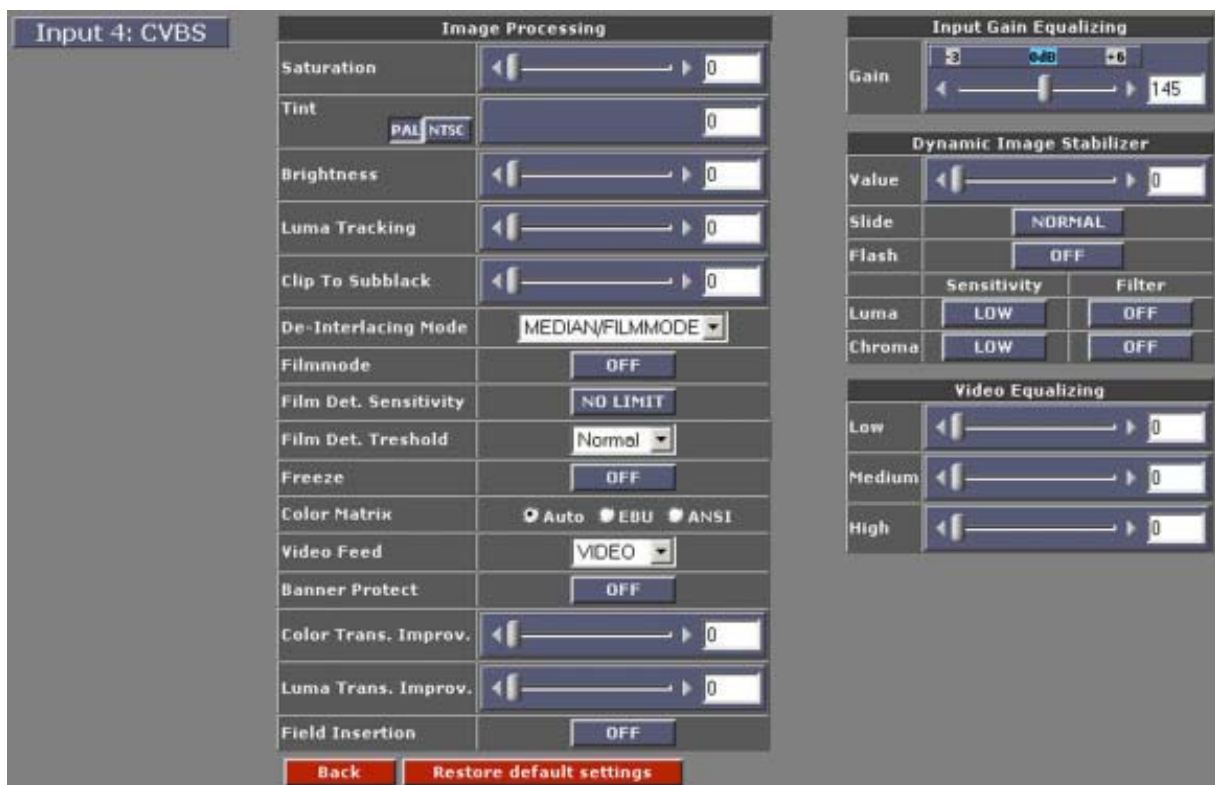 Input 4: CVBS
Image Processing
Saturation 0
Tint PAL NTSC 0
Brightness 0
Luma Tracking 0
Clip To Subblack 0
De-Interlacing Mode MEDIAN/FILMMODE
Filmmode OFF
Film Det. Sensitivity NO LIMIT
Film Det. Treshold Normal
Freeze OFF
Color Matrix Auto EBU ANSI
Video Feed VIDEO
Banner Protect OFF
Color Trans. Improv. 0
Luma Trans. Improv. 0
Field Insertion OFF
Back Restore default settings
Input Gain Equalizing
-3 0dB +6
Gain 145
Dynamic Image Stabilizer
Value 0
Slide NORMAL
Flash OFF
Sensitivity Filter
Luma LOW OFF
Chroma LOW OFF
Video Equalizing
Low 0
Medium 0
High 0